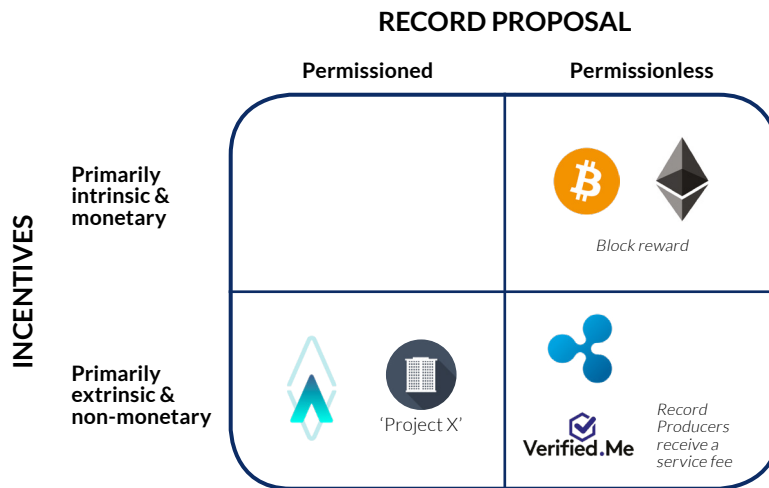 RECORD PROPOSAL
Permissioned
Permissionless
INCENTIVES
Primarily
intrinsic &
monetary
Block reward
Primarily
extrinsic &
non-monetary
'Project X'
Verified.Me
Record
Producers
receive a
service fee